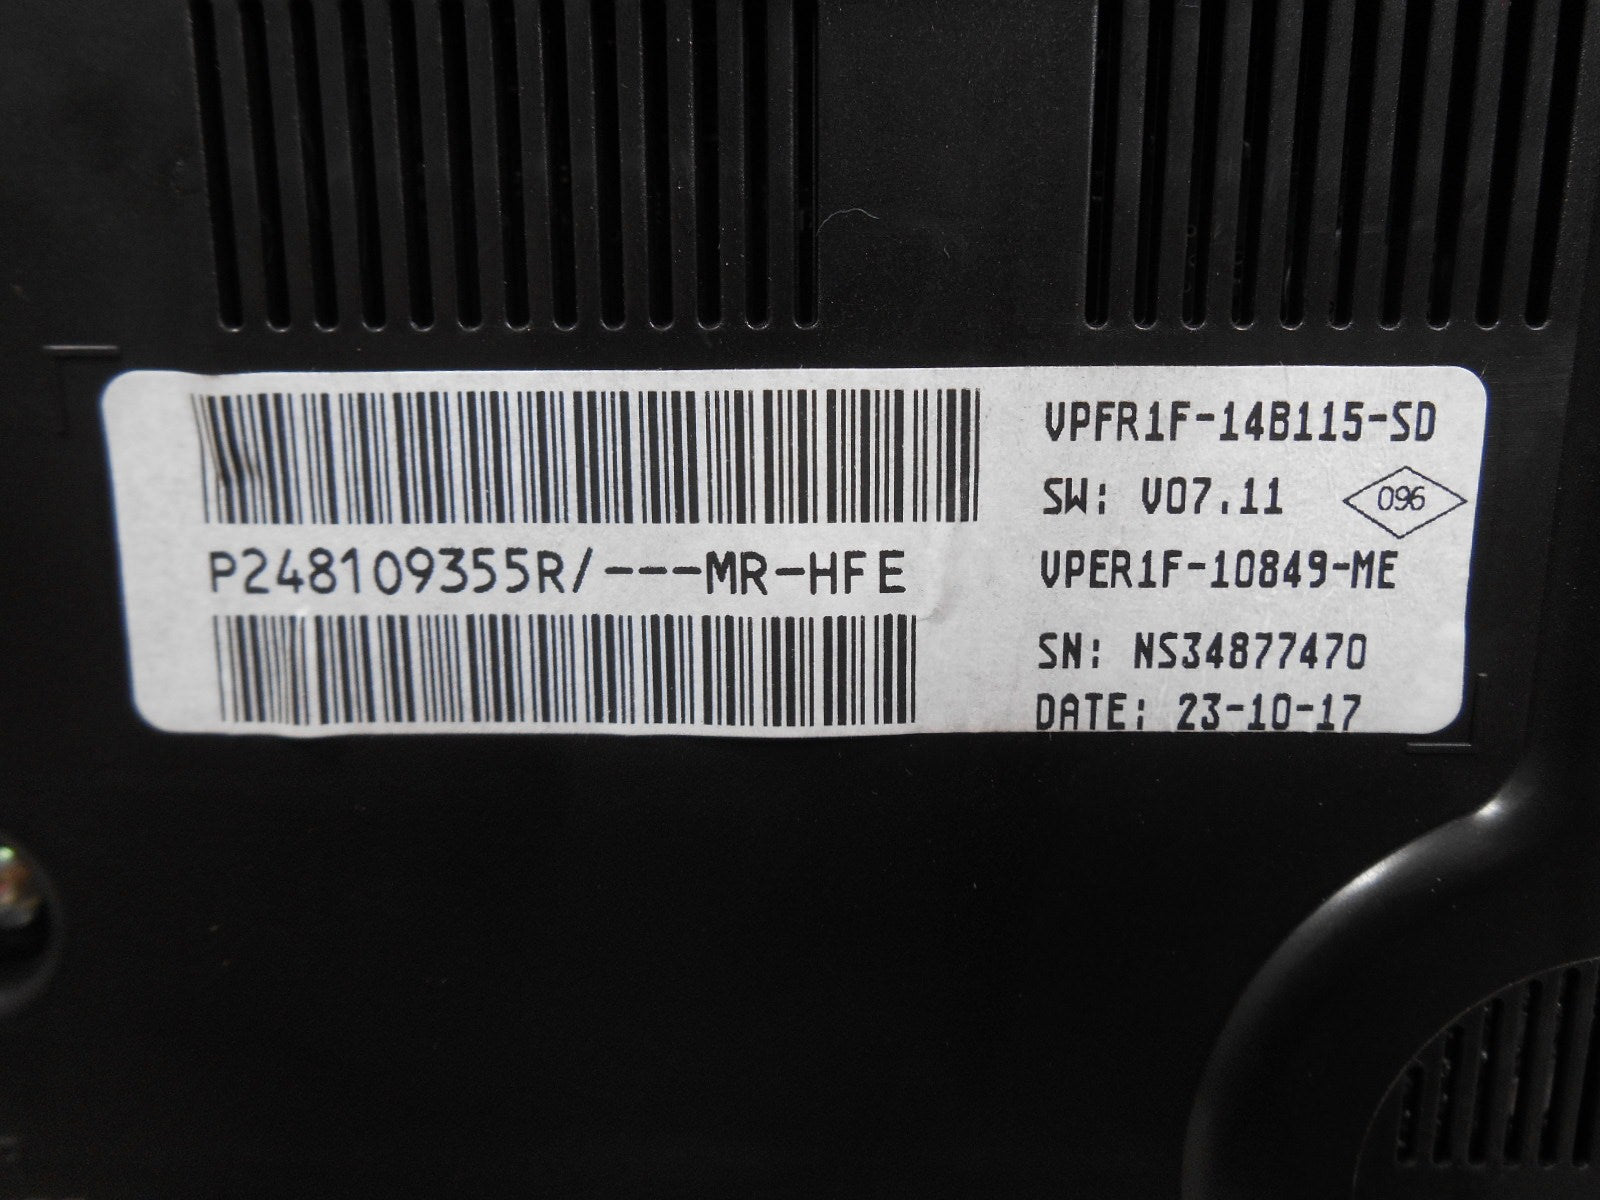 P248109355R/---MR-HFE
VPFR1F-14B115-SD
SW: V07.11
096
VPER1F-10849-ME
SN: NS34877470
DATE: 23-10-17